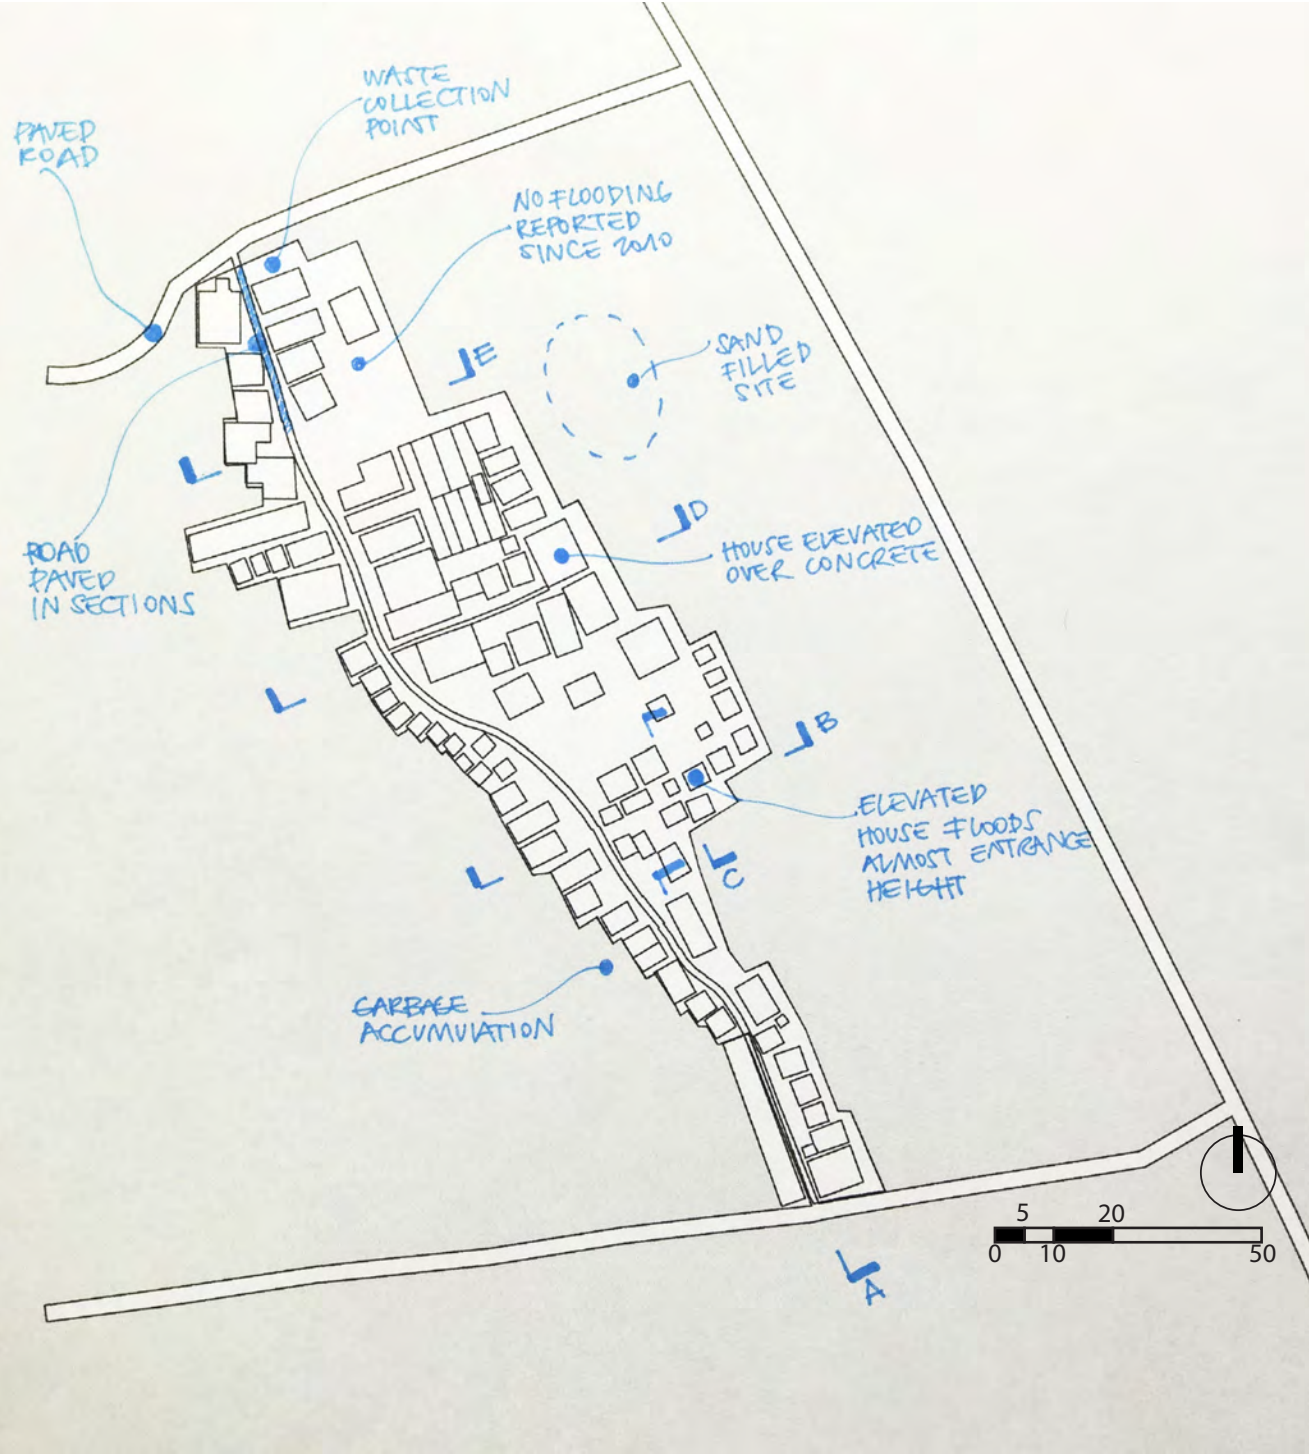 WASTE
COLLECTION
POINT
PAVED
ROAD
NO FLOODING
REPORTED
SINCE 2010
E
SAND
FILLED
SITE
D
HOUSE ELEVATED
OVER CONCRETE
ROAD
PAVED
IN SECTIONS
B
ELEVATED
HOUSE FLOODS
ALMOST ENTRANCE
HEIGHT
C
GARBAGE
ACCUMULATION
5 20
0 10 50
A